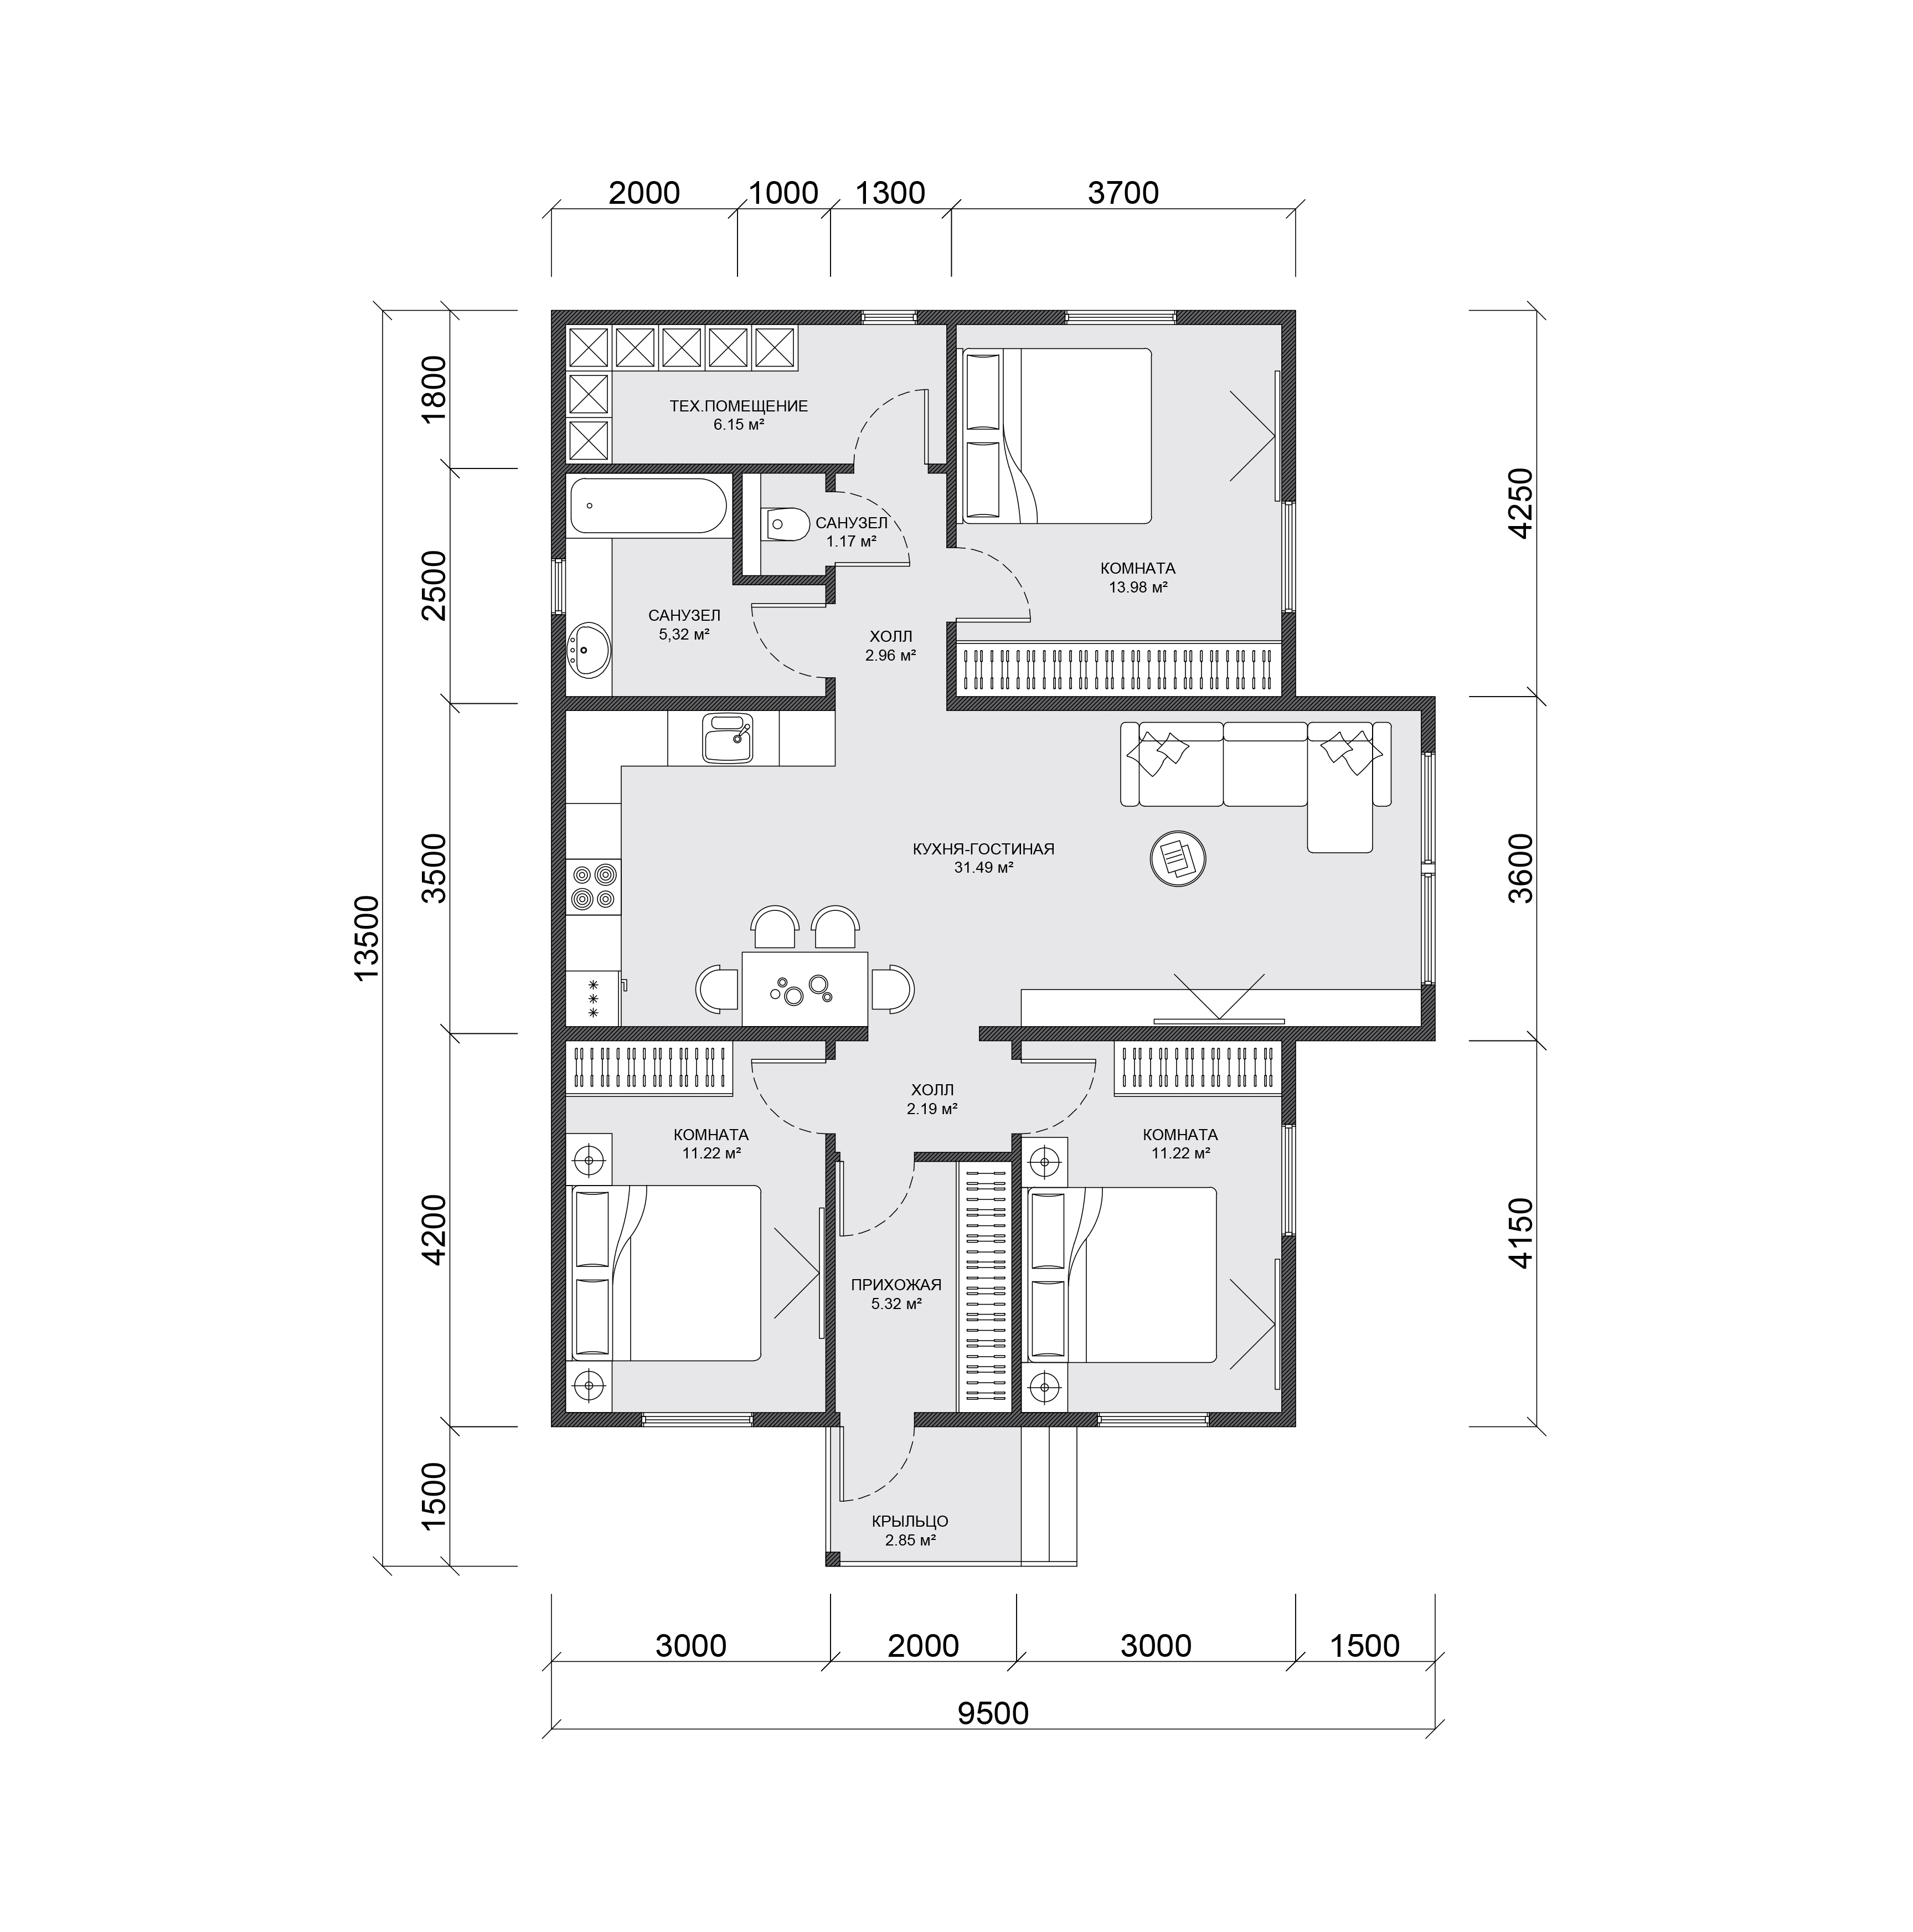 2000 1000 1300 3700
1800
2500
3500
4200
1500
13500
4250
3600
4150
ТЕХ.ПОМЕЩЕНИЕ
6.15 м²
САНУЗЕЛ
1.17 м²
КОМНАТА
13.98 м²
САНУЗЕЛ
5,32 м²
ХОЛЛ
2.96 м²
КУХНЯ-ГОСТИНАЯ
31.49 м²
ХОЛЛ
2.19 м²
КОМНАТА
11.22 м²
КОМНАТА
11.22 м²
ПРИХОЖАЯ
5.32 м²
КРЫЛЬЦО
2.85 м²
3000 2000 3000 1500
9500